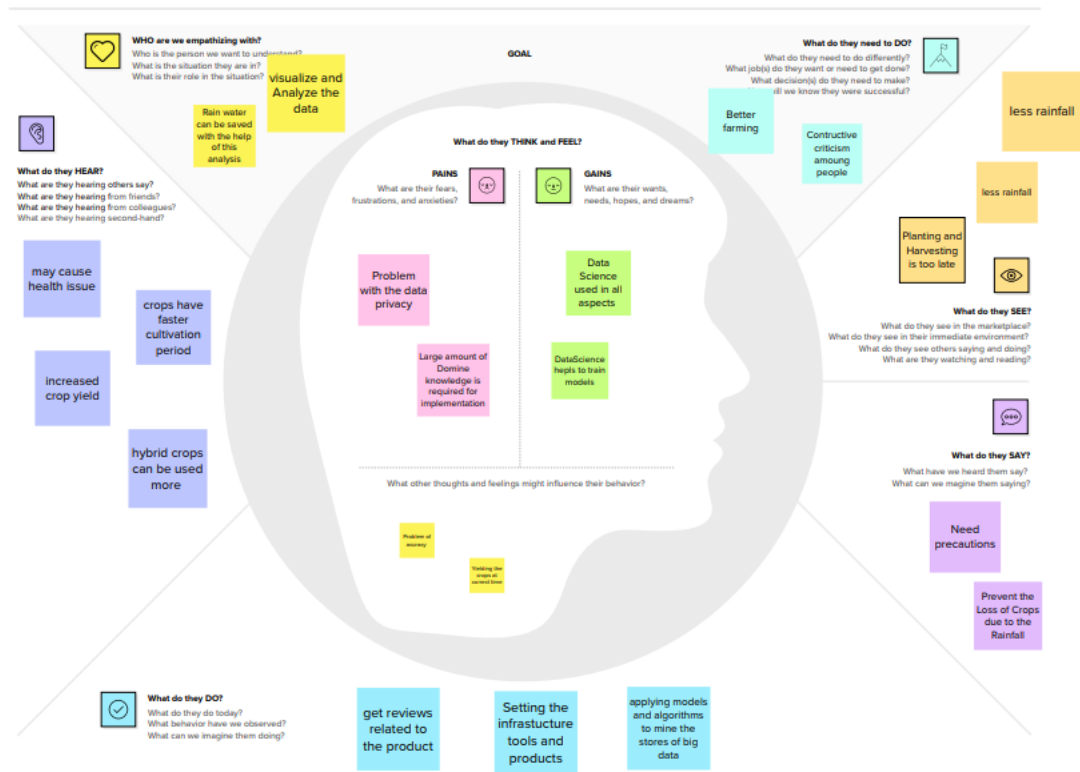 WHO are we empathizing with?
Who is the person we want to understand?
What is the situation they are in?
What is their role in the situation?
visualize and
Analyze the
data
Rain water
can be saved
with the help
of this
analysis
GOAL
What do they need to DO?
What do they need to do differently?
What job(s) do they want or need to get done?
What decision(s) do they need to make?
will we know they were successful?
Better
farming
Contructive
criticism
amoung
people
less rainfall
less rainfall
Planting and
Harvesting
is too late
What do they SEE?
What do they see in the marketplace?
What do they see in their immediate environment?
What do they see others saying and doing?
What are they watching and reading?
What do they SAY?
What have we heard them say?
What can we magine them saying?
Need
precautions
Prevent the
Loss of Crops
due to the
Rainfall
What do they HEAR?
What are they hearing others say?
What are they hearing from friends?
What are they hearing from colleagues?
What are they hearing second-hand?
may cause
health issue
crops have
faster
cultivation
period
increased
crop yield
hybrid crops
can be used
more
What do they THINK and FEEL?
PAINS
What are their fears,
frustrations, and anxieties?
GAINS
What are their wants,
needs, hopes, and dreams?
Problem
with the data
privacy
Large amount of
Domine
knowledge is
required for
implementation
Data
Science
used in all
aspects
DataScience
hepls to train
models
What other thoughts and feelings might influence their behavior?
Problem of
Yielding the
crops at
correct time
What do they DO?
What do they do today?
What behavior have we observed?
What can we imagine them doing?
get reviews
related to
the product
Setting the
infrastucture
tools and
products
applying models
and algorithms
to mine the
stores of big
data